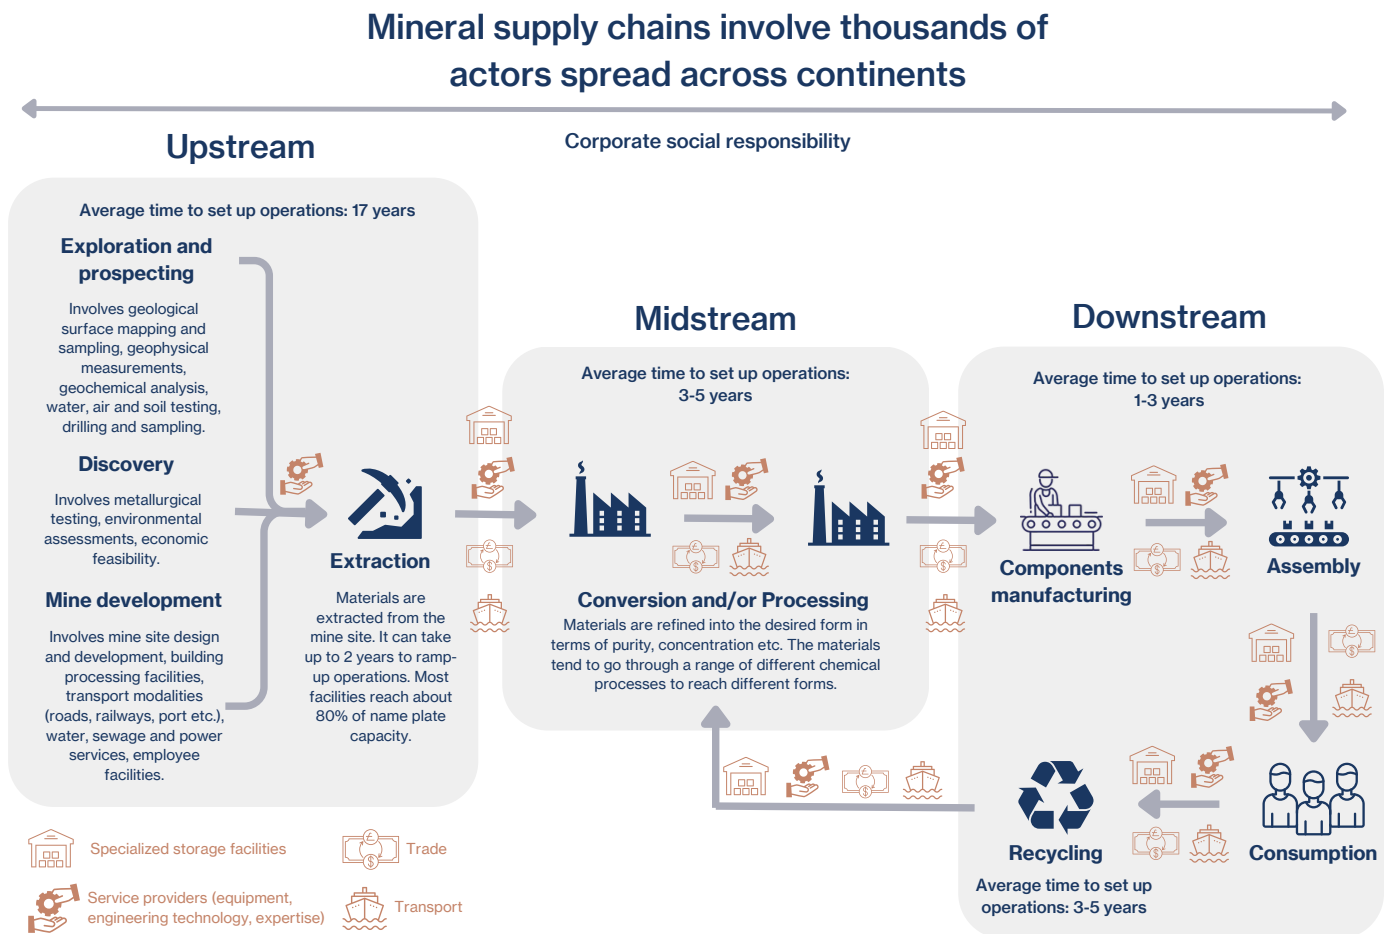 Mineral supply chains involve thousands of
actors spread across continents
Corporate social responsibility
Upstream
Average time to set up operations: 17 years
Exploration and
prospecting
Involves geological
surface mapping and
sampling, geophysical
measurements,
geochemical analysis,
water, air and soil testing,
drilling and sampling.
Discovery
Involves metallurgical
testing, environmental
assessments, economic
feasibility.
Mine development
Involves mine site design
and development, building
processing facilities,
transport modalities
(roads, railways, port etc.),
water, sewage and power
services, employee
facilities.
Extraction
Materials are
extracted from the
mine site. It can take
up to 2 years to ramp-
up operations. Most
facilities reach about
80% of name plate
capacity.
Midstream
Average time to set up operations:
3-5 years
Conversion and/or Processing
Materials are refined into the desired form in
terms of purity, concentration etc. The materials
tend to go through a range of different chemical
processes to reach different forms.
Downstream
Average time to set up operations:
1-3 years
Components
manufacturing
Assembly
Consumption
Recycling
Average time to set up
operations: 3-5 years
Specialized storage facilities
Trade
Service providers (equipment,
engineering technology, expertise)
Transport